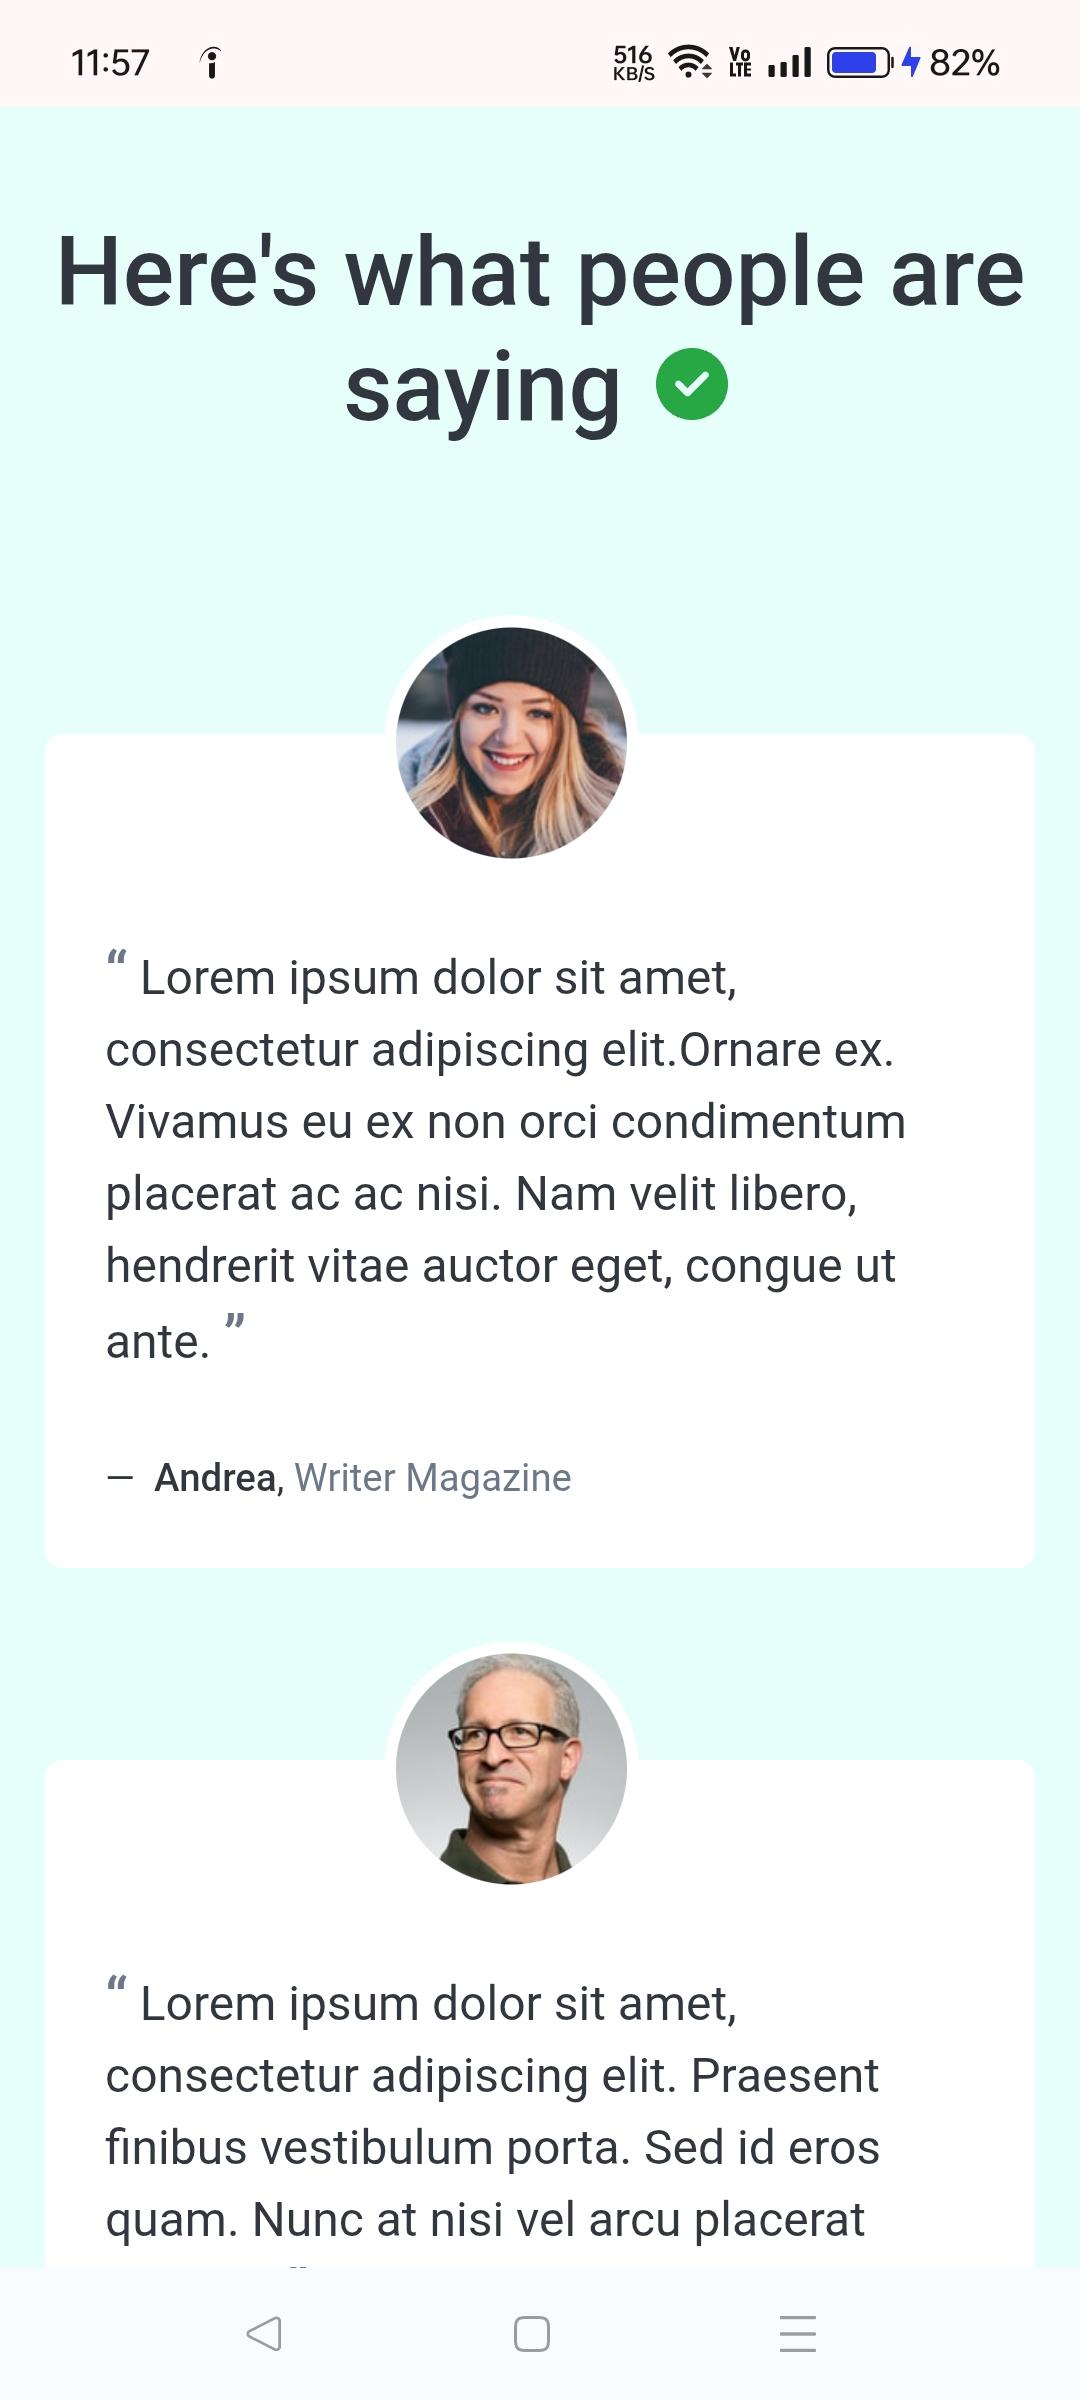 11:57
516 KB/S Vo LTE 82%
Here's what people are
saying
“ Lorem ipsum dolor sit amet,
consectetur adipiscing elit.Ornare ex.
Vivamus eu ex non orci condimentum
placerat ac ac nisi. Nam velit libero,
hendrerit vitae auctor eget, congue ut
ante. ”
— Andrea, Writer Magazine
“ Lorem ipsum dolor sit amet,
consectetur adipiscing elit. Praesent
finibus vestibulum porta. Sed id eros
quam. Nunc at nisi vel arcu placerat